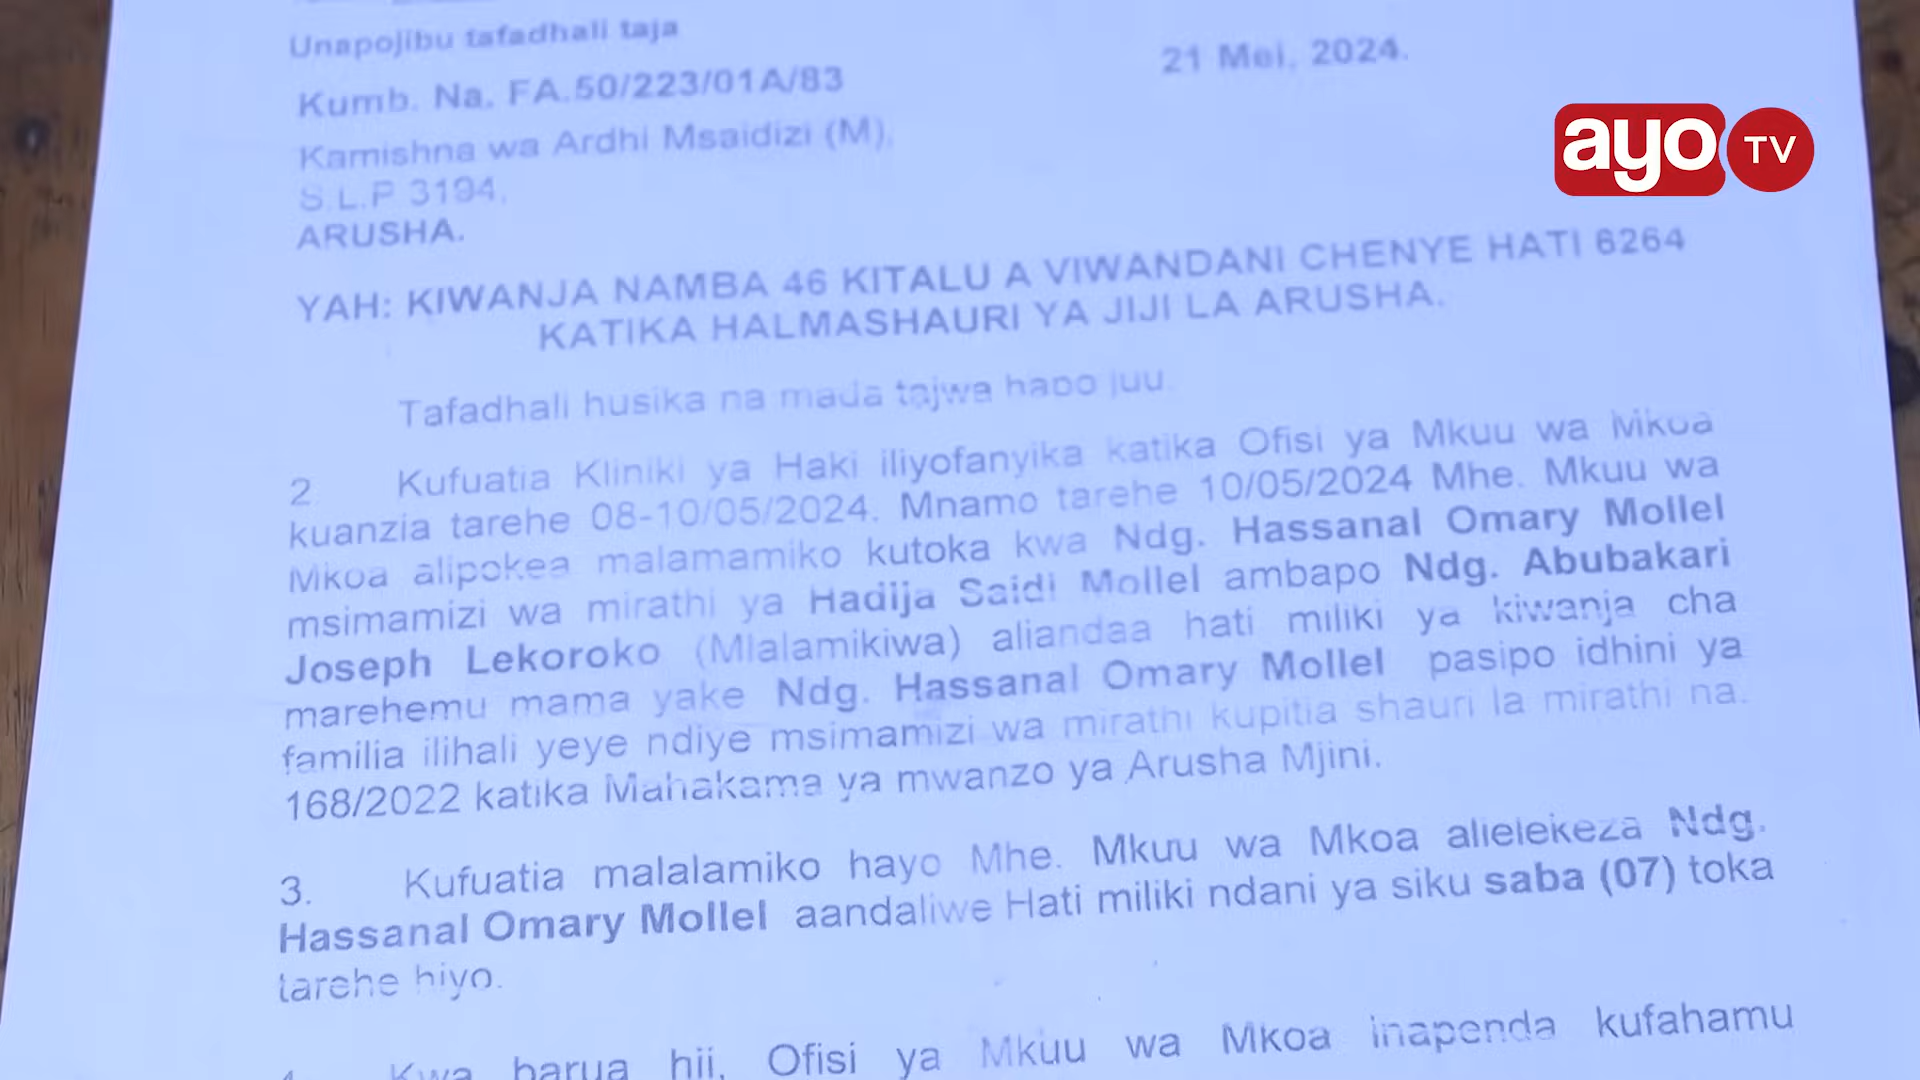 Unapojibu tafadhali taja
21 Mei, 2024.
Kumb. Na. FA.50/223/01A/83
Kamishna wa Ardhi Msaidizi (M),
S.L.P 3194,
ARUSHA.
ayo TV
YAH: KIWANJA NAMBA 46 KITALU A VIWANDANI CHENYE HATI 6264
KATIKA HALMASHAURI YA JIJI LA ARUSHA.
Tafadhali husika na mada tajwa hapo juu.
2. Kufuatia Kliniki ya Haki iliyofanyika katika Ofisi ya Mkuu wa Mkoa
kuanzia tarehe 08-10/05/2024. Mnamo tarehe 10/05/2024 Mhe. Mkuu wa
Mkoa alipokea malamamiko kutoka kwa Ndg. Hassanal Omary Mollel
msimamizi wa mirathi ya Hadija Saidi Mollel ambapo Ndg. Abubakari
Joseph Lekoroko (Mlalamikiwa) aliandaa hati miliki ya kiwanja cha
marehemu mama yake Ndg. Hassanal Omary Mollel pasipo idhini ya
familia ilihali yeye ndiye msimamizi wa mirathi kupitia shauri la mirathi na.
168/2022 katika Mahakama ya mwanzo ya Arusha Mjini.
3. Kufuatia malalamiko hayo Mhe. Mkuu wa Mkoa alielekeza Ndg.
Hassanal Omary Mollel aandaliwe Hati miliki ndani ya siku saba (07) toka
tarehe hiyo.
4. Kwa barua hii, Ofisi ya Mkuu wa Mkoa inapenda kufahamu